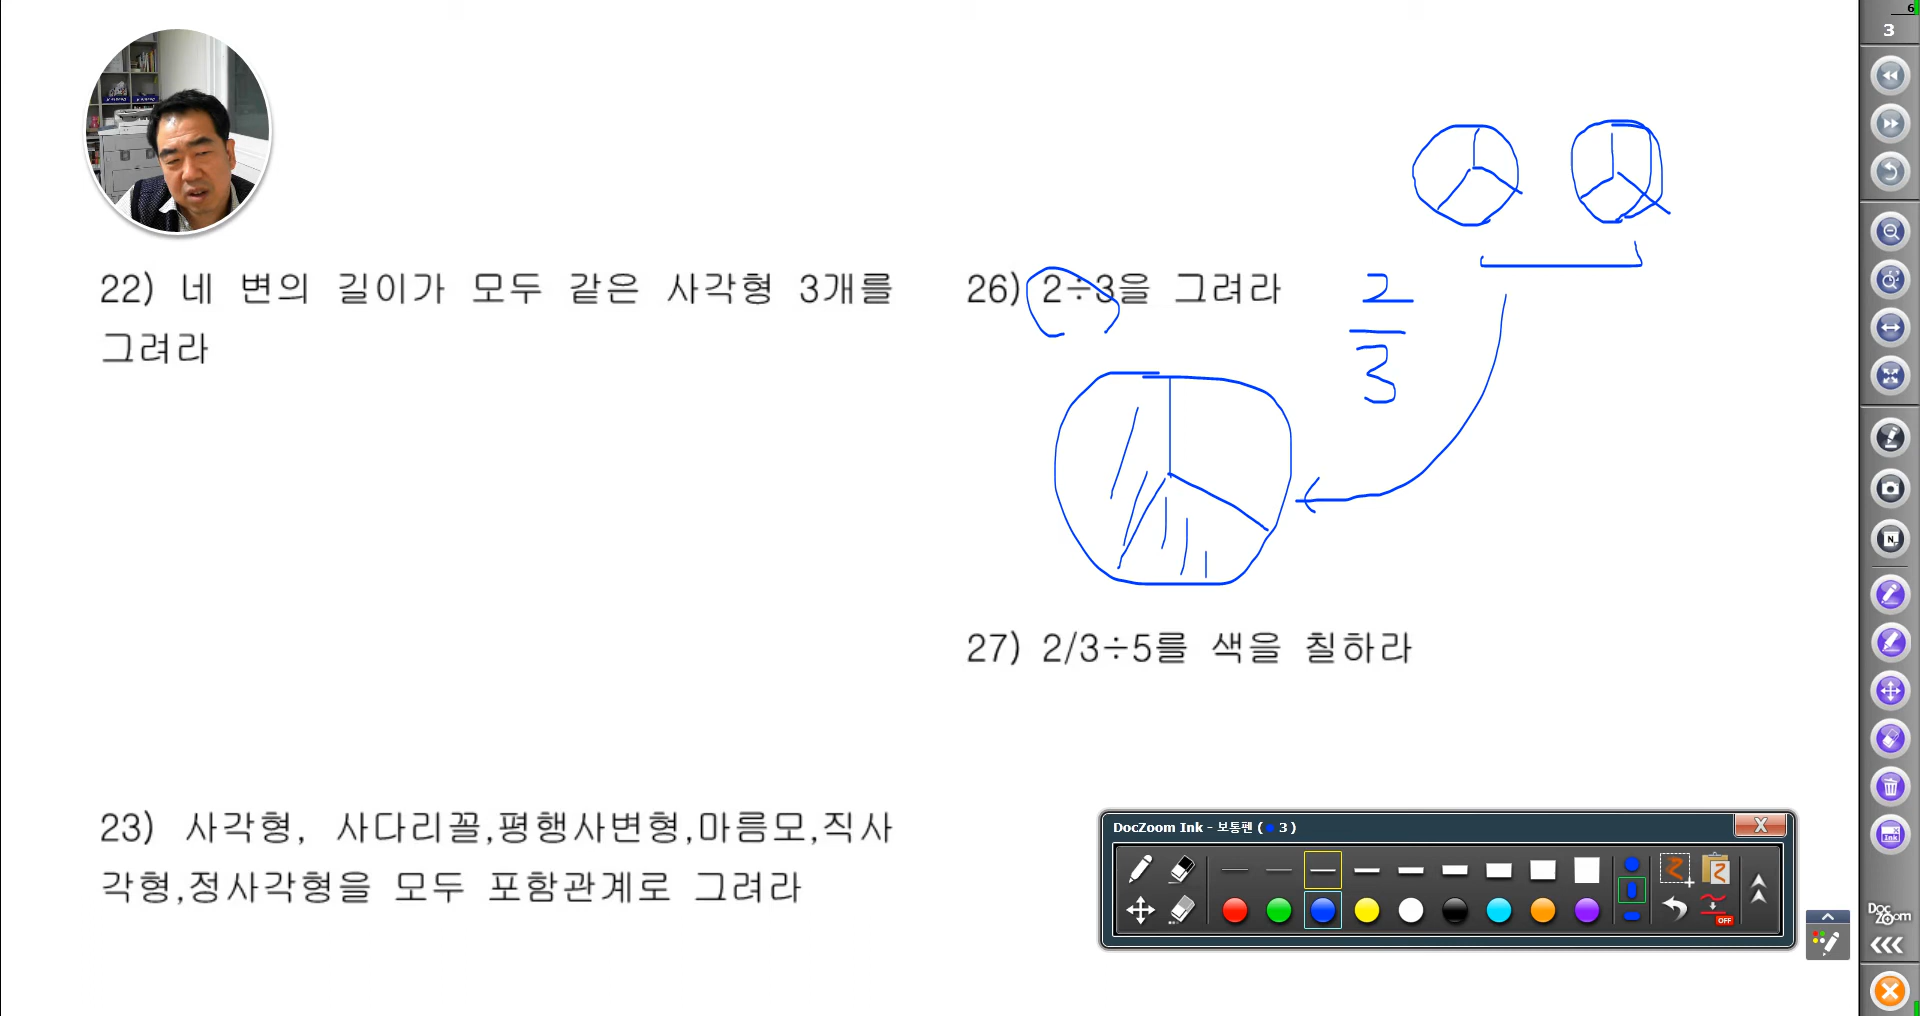 6
3
22) 네 변의 길이가 모두 같은 사각형 3개를
그려라
23) 사각형, 사다리꼴,평행사변형,마름모,직사
각형,정사각형을 모두 포함관계로 그려라
26) 2÷3을 그려라
2
3
27) 2/3÷5를 색을 칠하라
DocZoom Ink - 보통펜 ( 3 )
X
OFF
N
Ink
Doc
Zoom